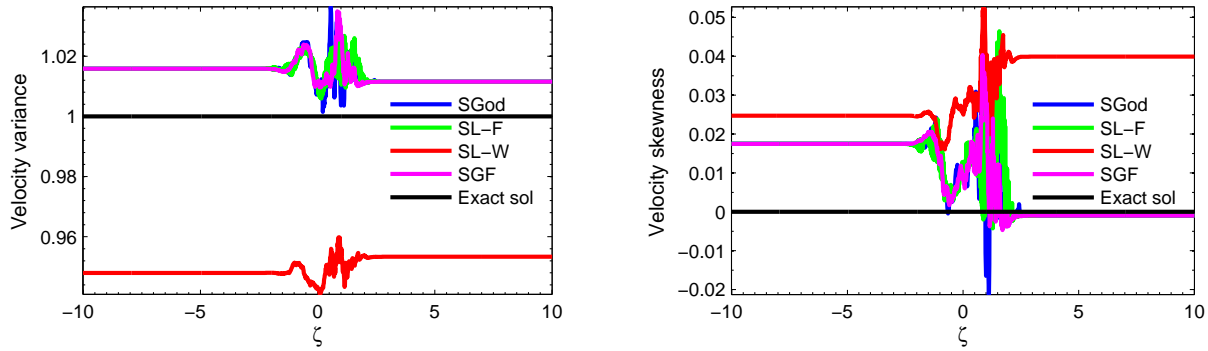 Velocity variance
1.02
1
0.98
0.96
−10
−5
0
5
10
ζ
SGod
SL−F
SL−W
SGF
Exact sol
Velocity skewness
0.05
0.04
0.03
0.02
0.01
0
−0.01
−0.02
−10
−5
0
5
10
ζ
SGod
SL−F
SL−W
SGF
Exact sol